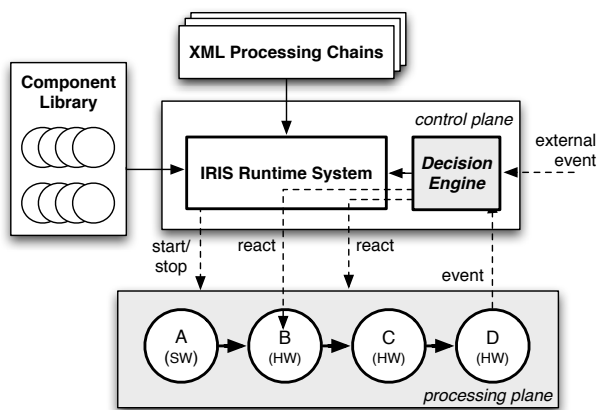 XML Processing Chains
Component
Library
control plane
IRIS Runtime System
Decision
Engine
external
event
start/
stop
react
react
event
A
(SW)
B
(HW)
C
(HW)
D
(HW)
processing plane